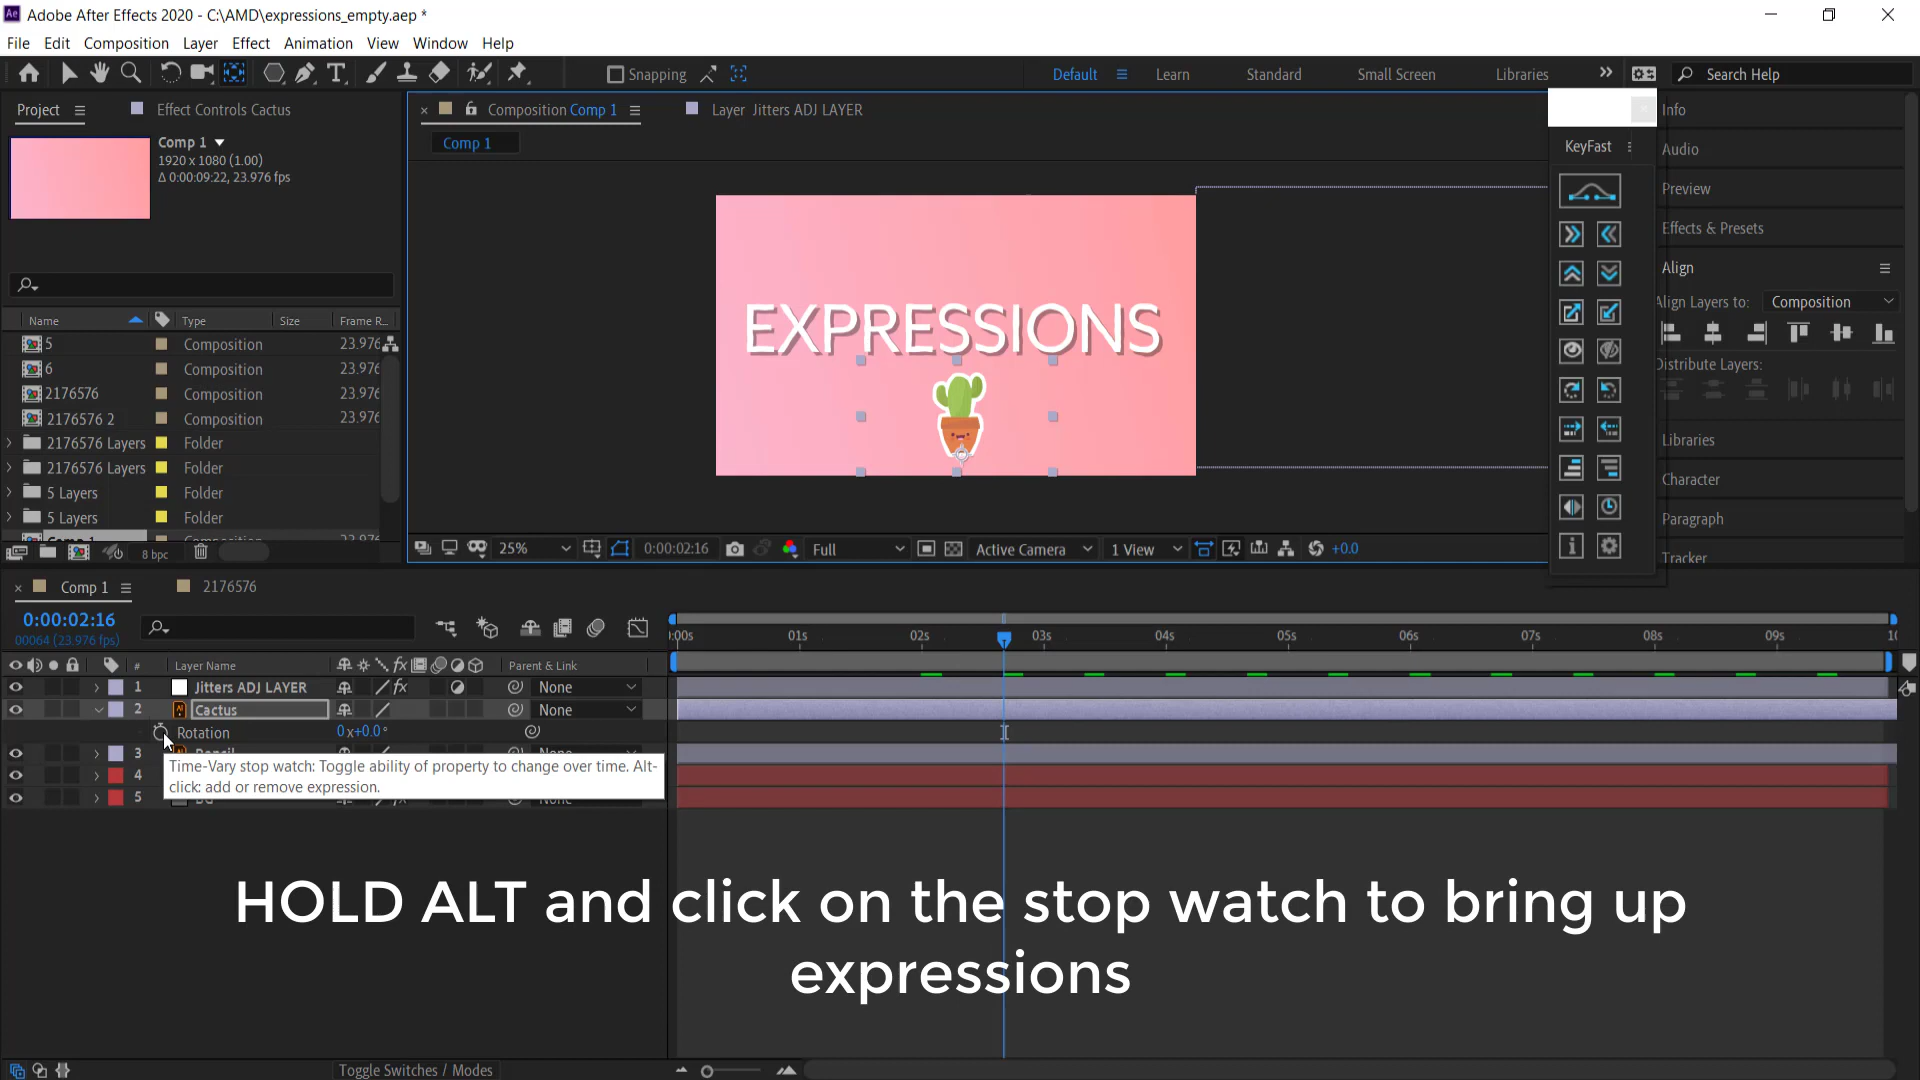 Adobe After Effects 2020 - C:\AMD\expressions_empty.aep *
File Edit Composition Layer Effect Animation View Window Help
Snapping Default Learn Standard Small Screen Libraries Search Help
Project Effect Controls Cactus
Composition Comp 1 Layer Jitters ADJ LAYER
Comp 1
Comp 1
1920 x 1080 (1.00)
Δ 0:00:09:22, 23.976 fps
Name Type Size Frame R...
5 Composition 23.976
6 Composition 23.976
2176576 Composition 23.976
2176576 2 Composition 23.976
2176576 Layers Folder
2176576 Layers Folder
5 Layers Folder
5 Layers Folder
8 bpc
EXPRESSIONS
25% 0:00:02:16 Full Active Camera 1 View +0.0
KeyFast
Info
Audio
Preview
Effects & Presets
Align
Align Layers to: Composition
Distribute Layers:
Libraries
Character
Paragraph
Tracker
Comp 1 2176576
0:00:02:16
00064 (23.976 fps)
:00s 01s 02s 03s 04s 05s 06s 07s 08s 09s 10
# Layer Name Parent & Link
1 Jitters ADJ LAYER None
2 Cactus None
Rotation 0x+0.0°
3 Pencil None
Time-Vary stop watch: Toggle ability of property to change over time. Alt-
click: add or remove expression.
4
5
HOLD ALT and click on the stop watch to bring up
expressions
Toggle Switches / Modes